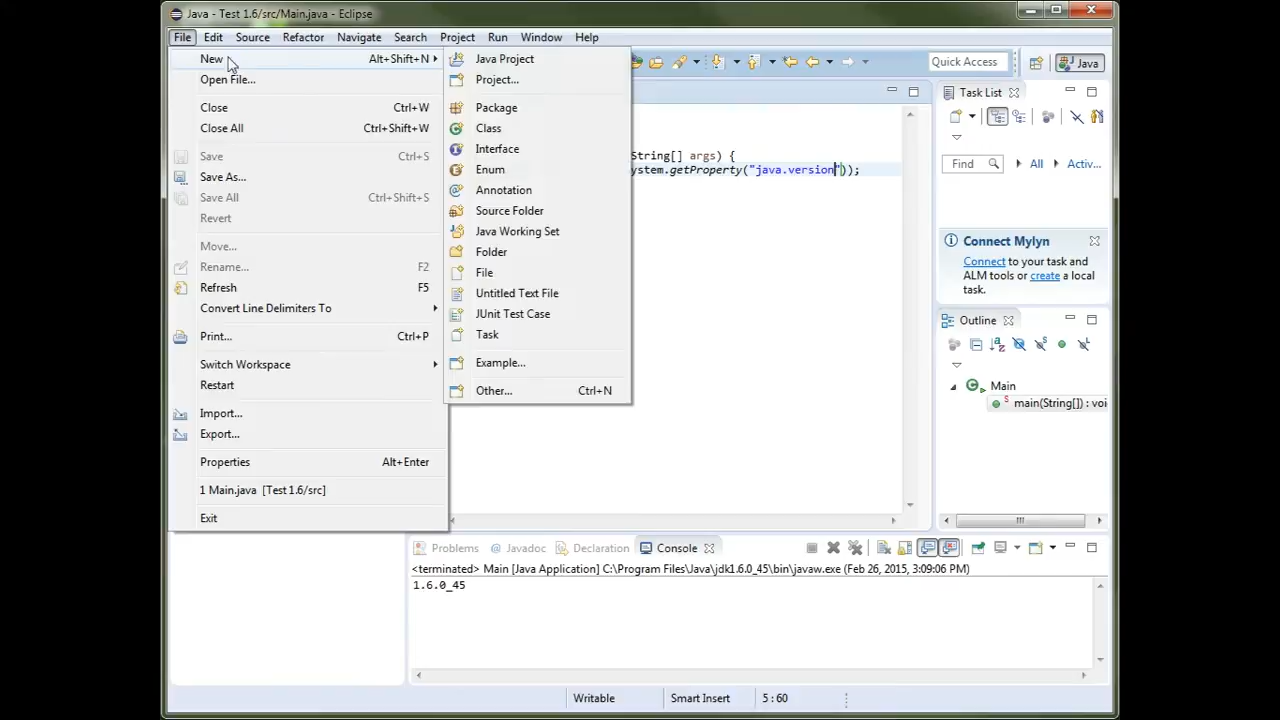 Java - Test 1.6/src/Main.java - Eclipse
File Edit Source Refactor Navigate Search Project Run Window Help
New Alt+Shift+N
Open File...
Close Ctrl+W
Close All Ctrl+Shift+W
Save Ctrl+S
Save As...
Save All Ctrl+Shift+S
Revert
Move...
Rename... F2
Refresh F5
Convert Line Delimiters To
Print... Ctrl+P
Switch Workspace
Restart
Import...
Export...
Properties Alt+Enter
1 Main.java [Test 1.6/src]
Exit
Java Project
Project...
Package
Class
Interface
Enum
Annotation
Source Folder
Java Working Set
Folder
File
Untitled Text File
JUnit Test Case
Task
Example...
Other... Ctrl+N
Quick Access
Java
String[] args) {
ystem.getProperty("java.version"));
Task List
Find All Activ...
Connect Mylyn
Connect to your task and
ALM tools or create a local
task.
Outline
Main
main(String[]) : voi
Problems Javadoc Declaration Console
<terminated> Main [Java Application] C:\Program Files\Java\jdk1.6.0_45\bin\javaw.exe (Feb 26, 2015, 3:09:06 PM)
1.6.0_45
Writable Smart Insert 5 : 60